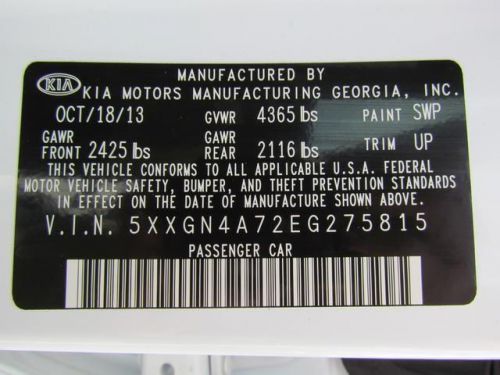 MANUFACTURED BY
KIA KIA MOTORS MANUFACTURING GEORGIA, INC.
OCT/18/13 GVWR 4365 lbs PAINT SWP
GAWR GAWR
FRONT 2425 lbs REAR 2116 lbs TRIM UP
THIS VEHICLE CONFORMS TO ALL APPLICABLE U.S.A. FEDERAL
MOTOR VEHICLE SAFETY, BUMPER, AND THEFT PREVENTION STANDARDS
IN EFFECT ON THE DATE OF MANUFACTURE SHOWN ABOVE.
V.I.N. 5XXGN4A72EG275815
PASSENGER CAR